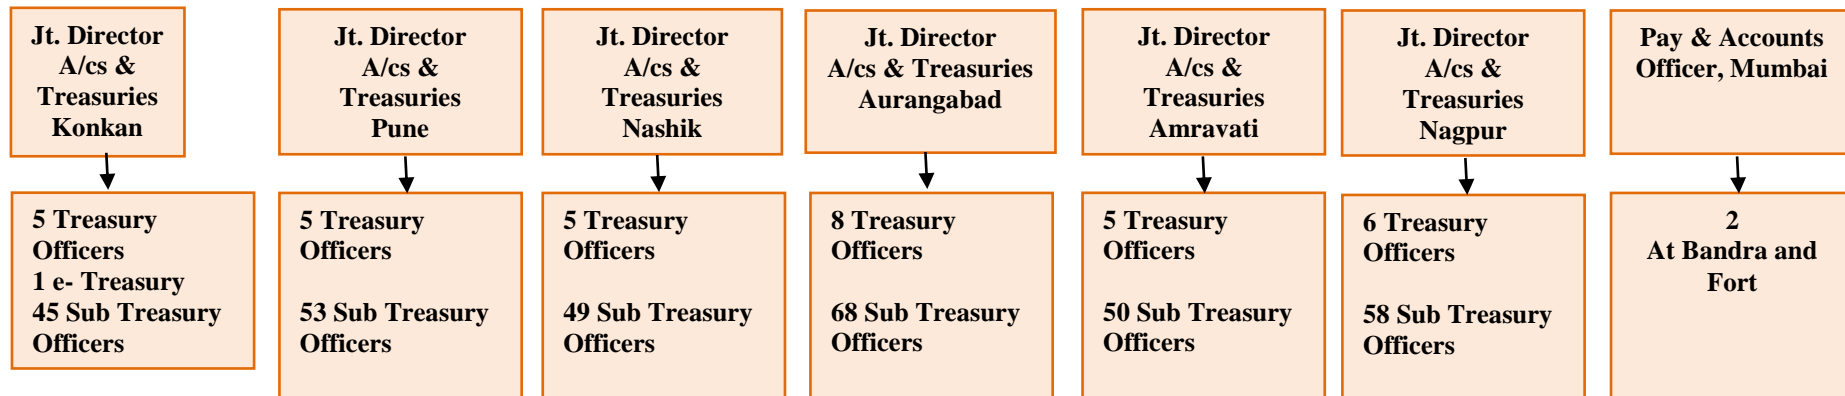 Jt. Director
A/cs &
Treasuries
Konkan
Jt. Director
A/cs &
Treasuries
Pune
Jt. Director
A/cs &
Treasuries
Nashik
Jt. Director
A/cs & Treasuries
Aurangabad
Jt. Director
A/cs &
Treasuries
Amravati
Jt. Director
A/cs &
Treasuries
Nagpur
Pay & Accounts
Officer, Mumbai
5 Treasury
Officers
1 e- Treasury
45 Sub Treasury
Officers
5 Treasury
Officers
53 Sub Treasury
Officers
5 Treasury
Officers
49 Sub Treasury
Officers
8 Treasury
Officers
68 Sub Treasury
Officers
5 Treasury
Officers
50 Sub Treasury
Officers
6 Treasury
Officers
58 Sub Treasury
Officers
2
At Bandra and
Fort